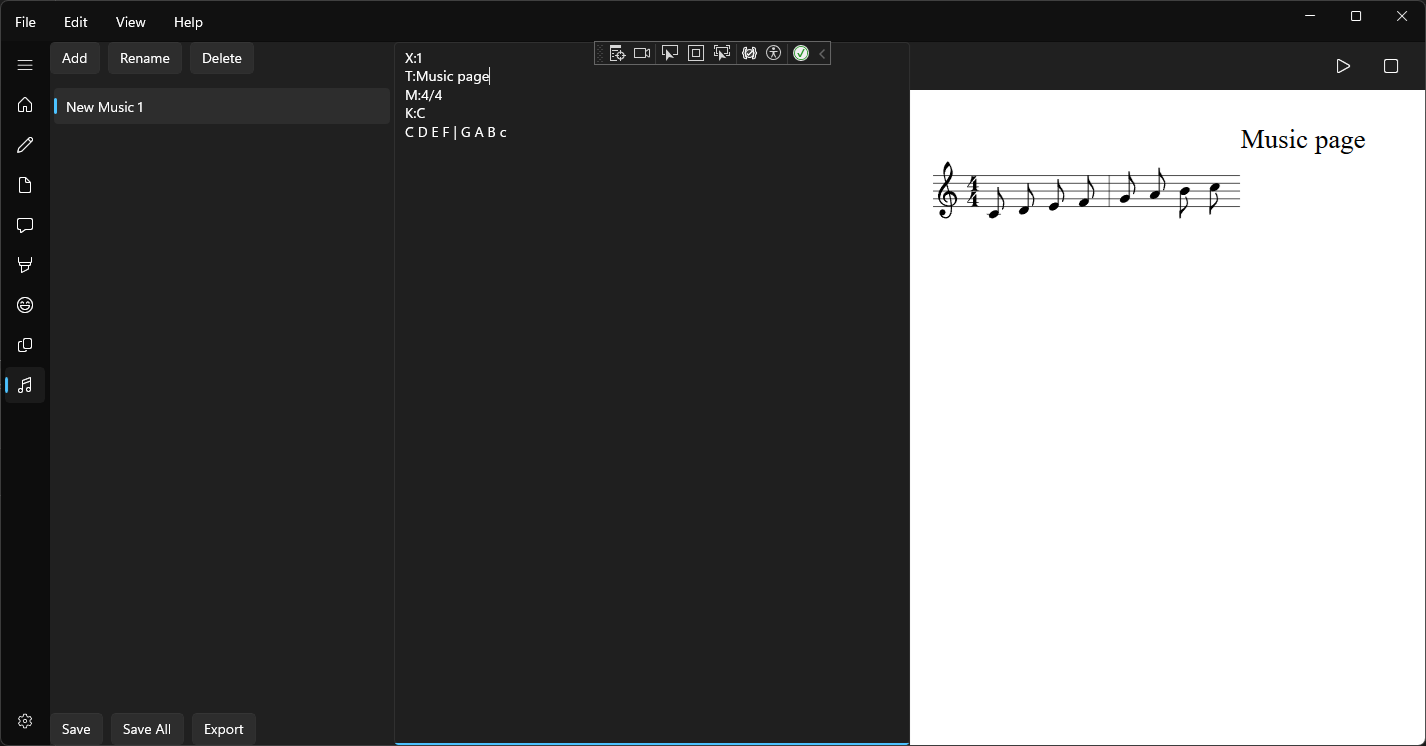 File Edit View Help
Add Rename Delete
New Music 1
X:1
T:Music page
M:4/4
K:C
C D E F | G A B c
Music page
4
4
Save Save All Export